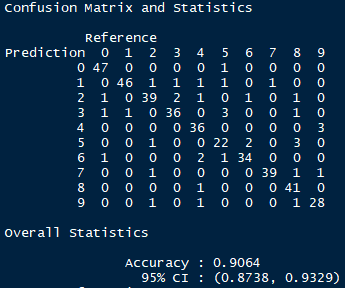 Confusion Matrix and Statistics
Reference
Prediction 0 1 2 3 4 5 6 7 8 9
0 47 0 0 0 0 1 0 0 0 0
1 0 46 1 1 1 1 0 1 0 0
2 1 0 39 2 1 0 1 0 1 0
3 1 1 0 36 0 3 0 0 1 0
4 0 0 0 0 36 0 0 0 0 3
5 0 0 1 0 0 22 2 0 3 0
6 1 0 0 0 2 1 34 0 0 0
7 0 0 1 0 0 0 0 39 1 1
8 0 0 0 0 1 0 0 0 41 0
9 0 0 1 0 1 0 0 0 1 28
Overall Statistics
Accuracy : 0.9064
95% CI : (0.8738, 0.9329)